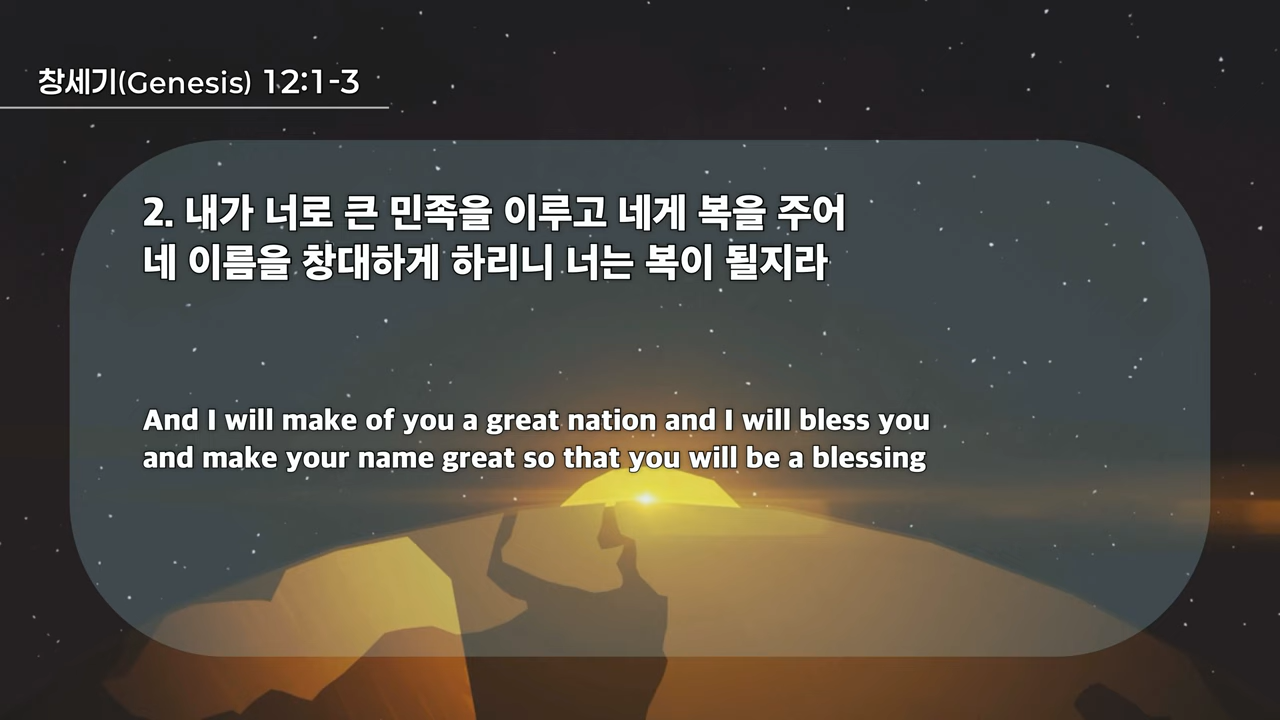 창세기(Genesis) 12:1-3
2. 내가 너로 큰 민족을 이루고 네게 복을 주어
네 이름을 창대하게 하리니 너는 복이 될지라
And I will make of you a great nation and I will bless you
and make your name great so that you will be a blessing